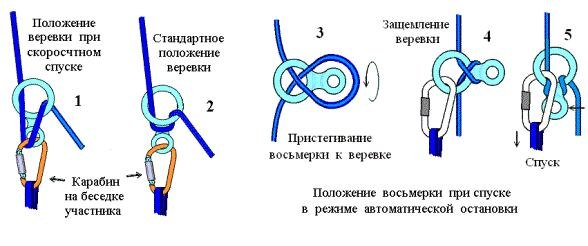 Положение
веревки при
скоросчтном
спуске
1
Стандартное
положение
веревки
2
Карабин
на беседке
участника
3
Пристегивание
восьмерки к веревке
Защемление
веревки
4
5
Спуск
Положение восьмерки при спуске
в режиме автоматической остановки